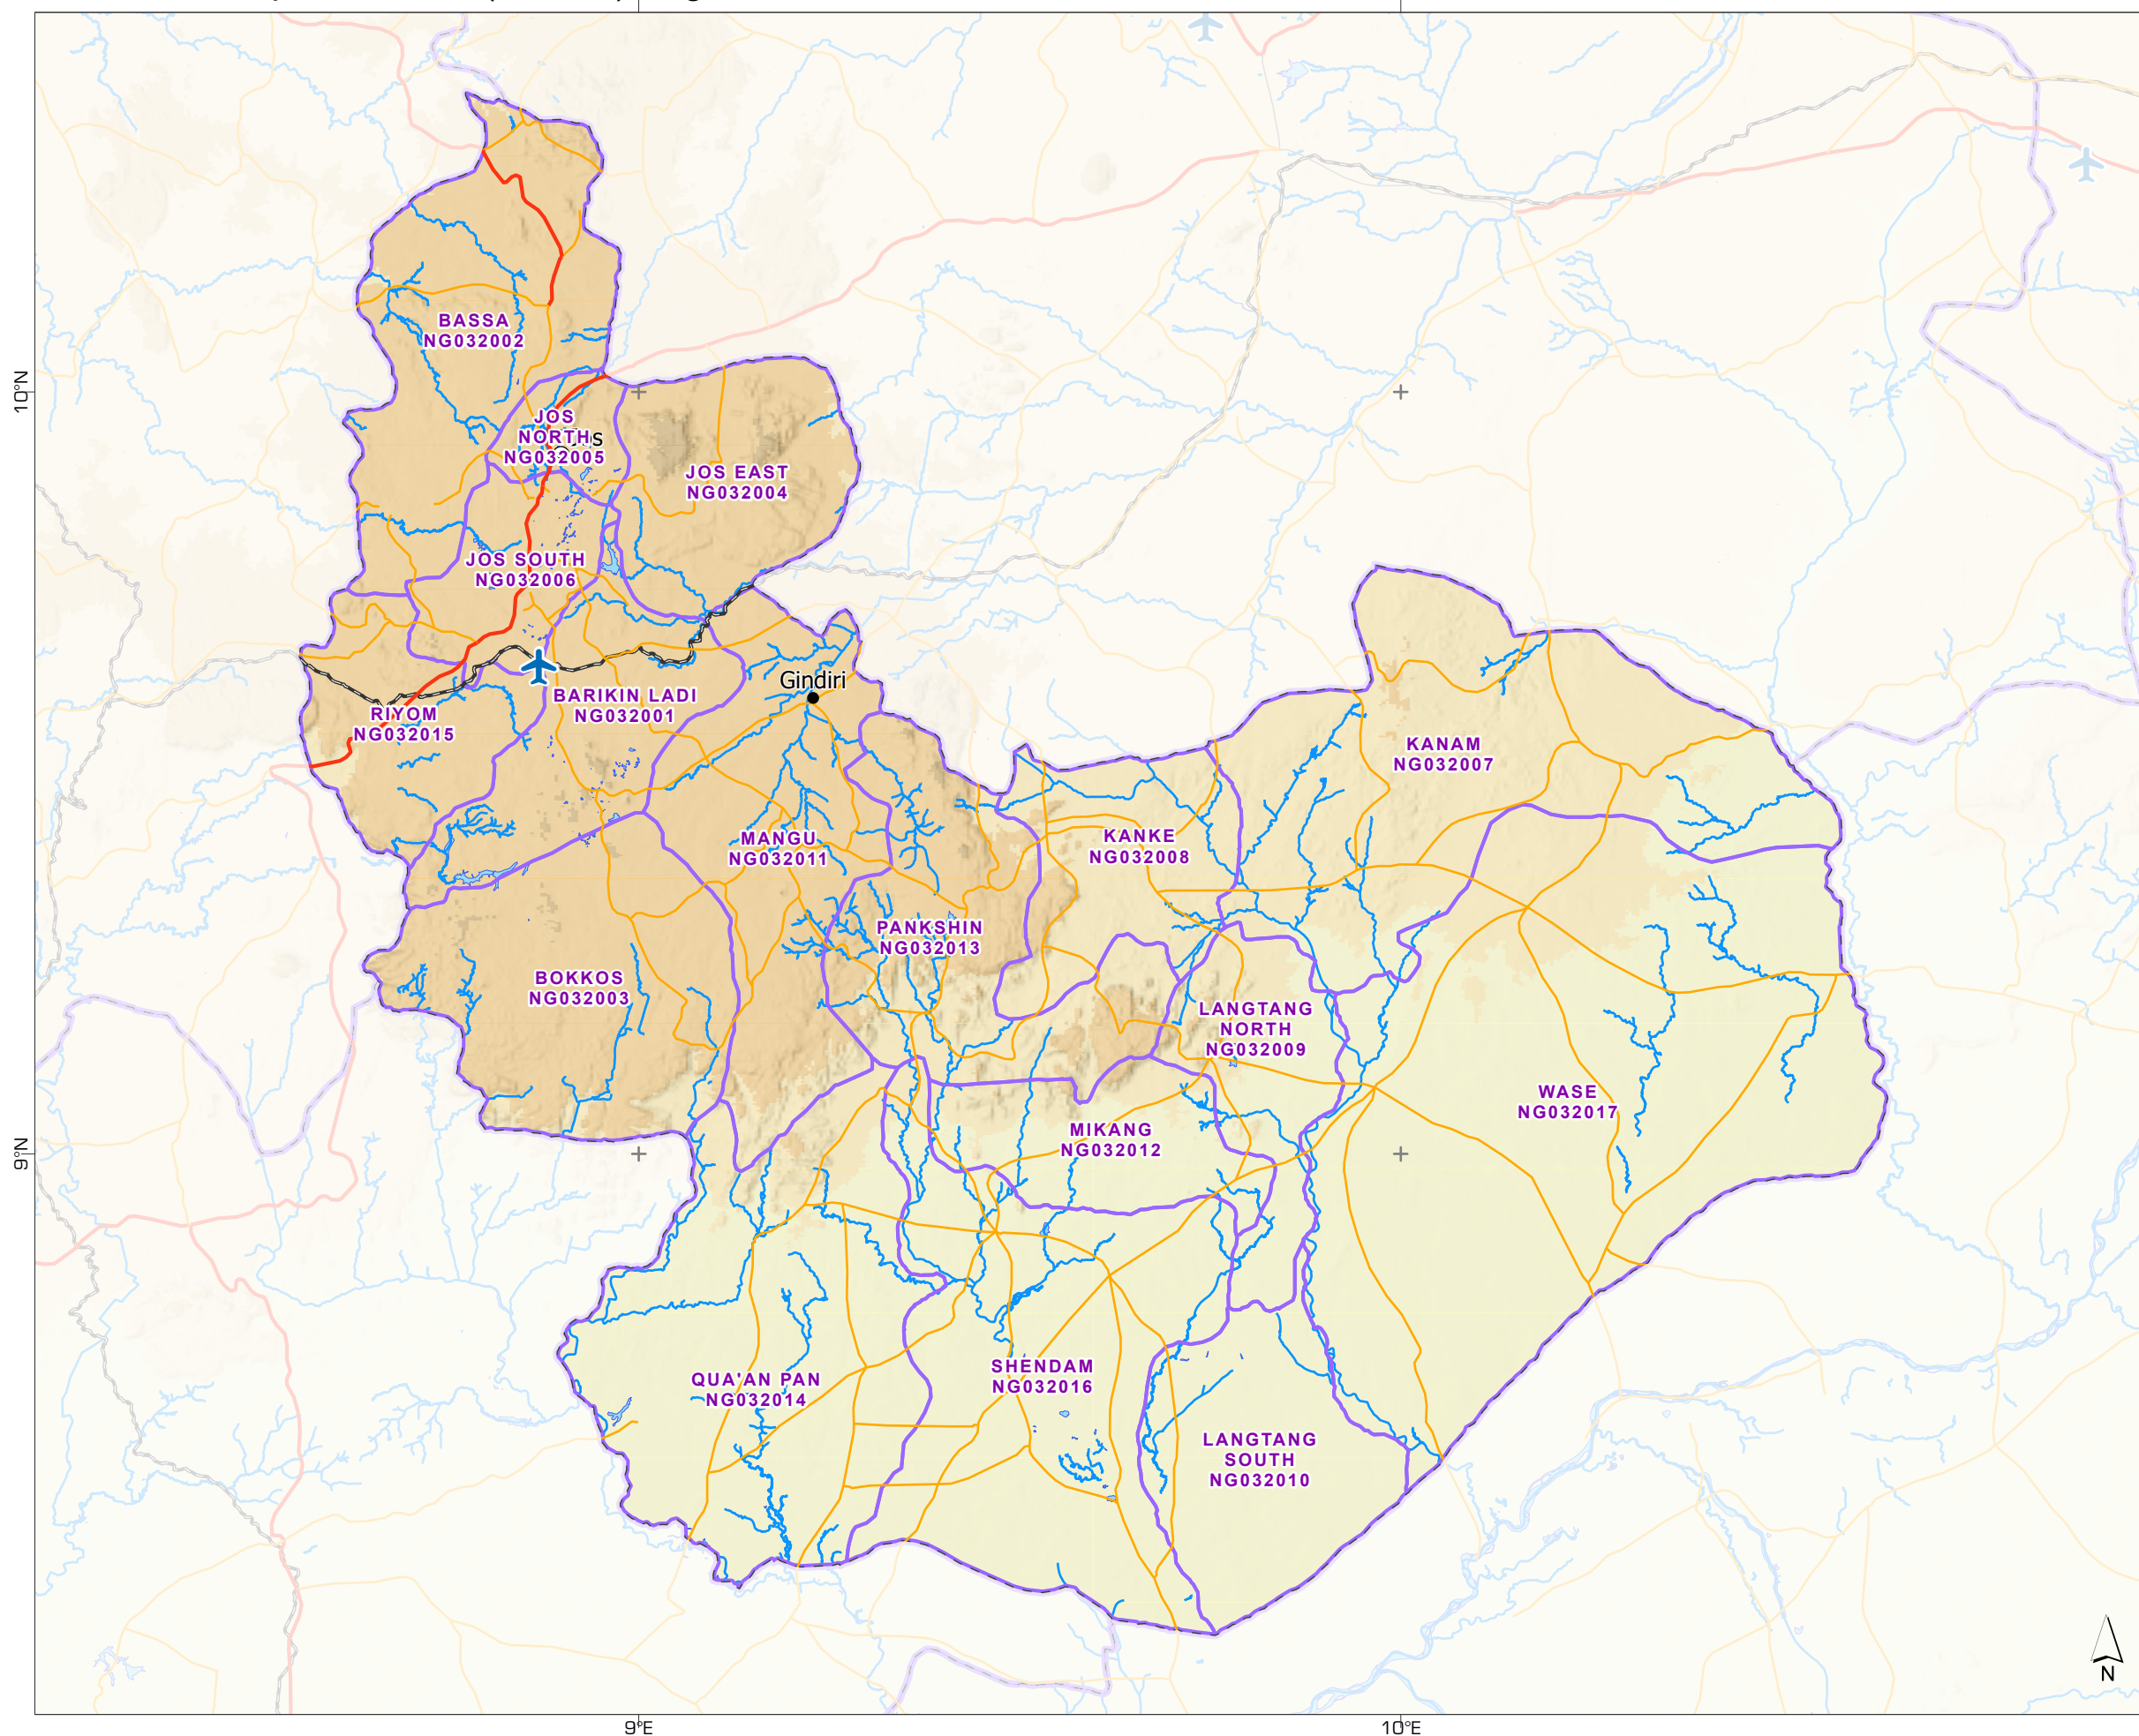 BASSA
NG032002
10°N
JOS
NORTH
NG032005
JOS EAST
NG032004
JOS SOUTH
NG032006
Gindiri
BARIKIN LADI
NG032001
RIYOM
NG032015
KANAM
NG032007
MANGU
NG032011
KANKE
NG032008
PANKSHIN
NG032013
BOKKOS
NG032003
LANGTANG
NORTH
NG032009
WASE
NG032017
MIKANG
NG032012
9°N
SHENDAM
NG032016
QUA'AN PAN
NG032014
LANGTANG
SOUTH
NG032010
N
9°E
10°E